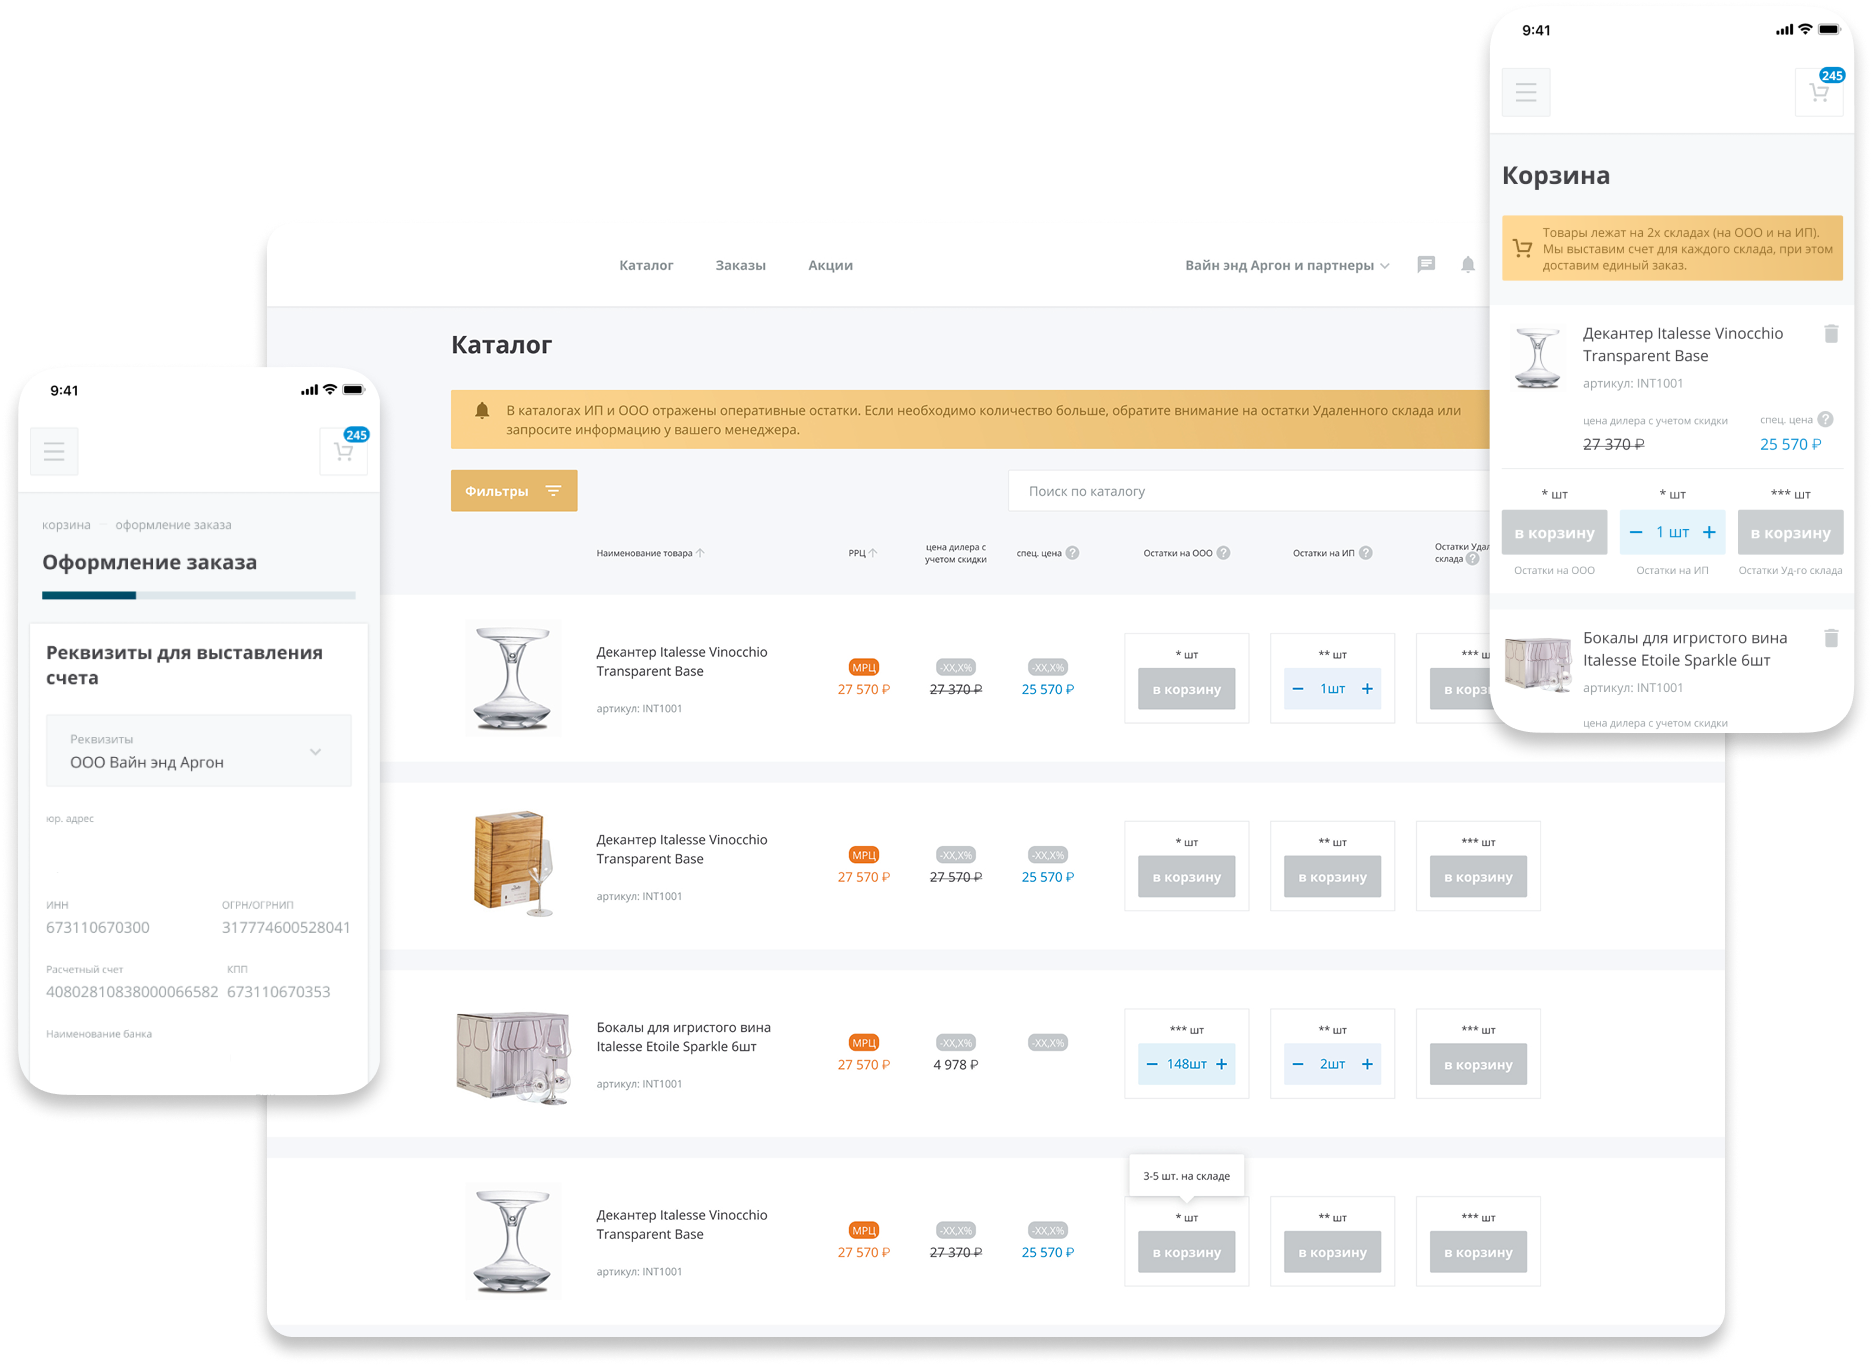 9:41
245
Корзина
Товары лежат на 2х складах (на ООО и на ИП).
Мы выставим счет для каждого склада, при этом
доставим единый заказ.
Декантер Italesse Vinocchio
Transparent Base
артикул: INT1001
цена дилера с учетом скидки
спец. цена ?
27 370 ₽
25 570 ₽
* шт
* шт
*** шт
в корзину
− 1 шт +
в корзину
Остатки на ООО
Остатки на ИП
Остатки Уд-го склада
Бокалы для игристого вина
Italesse Etoile Sparkle 6шт
артикул: INT1001
цена дилера с учетом скидки
Каталог
Заказы
Акции
Вайн энд Аргон и партнеры
Каталог
В каталогах ИП и ООО отражены оперативные остатки. Если необходимо количество больше, обратите внимание на остатки Удаленного склада или
запросите информацию у вашего менеджера.
Фильтры
Поиск по каталогу
Наименование товара
РРЦ
цена дилера с
учетом скидки
спец. цена ?
Остатки на ООО ?
Остатки на ИП ?
Остатки Удал
склада ?
Декантер Italesse Vinocchio
Transparent Base
артикул: INT1001
МРЦ
27 570 ₽
-XX,X%
27 370 ₽
-XX,X%
25 570 ₽
* шт
в корзину
** шт
− 1шт +
*** ш
в корз
Декантер Italesse Vinocchio
Transparent Base
артикул: INT1001
МРЦ
27 570 ₽
-XX,X%
27 570 ₽
-XX,X%
25 570 ₽
* шт
в корзину
** шт
в корзину
*** шт
в корзину
Бокалы для игристого вина
Italesse Etoile Sparkle 6шт
артикул: INT1001
МРЦ
27 570 ₽
-XX,X%
4 978 ₽
-XX,X%
*** шт
− 148шт +
** шт
− 2шт +
*** шт
в корзину
3-5 шт. на складе
Декантер Italesse Vinocchio
Transparent Base
артикул: INT1001
МРЦ
27 570 ₽
-XX,X%
27 370 ₽
-XX,X%
25 570 ₽
* шт
в корзину
** шт
в корзину
*** шт
в корзину
9:41
245
корзина — оформление заказа
Оформление заказа
Реквизиты для выставления
счета
Реквизиты
ООО Вайн энд Аргон
юр. адрес
ИНН
ОГРН/ОГРНИП
673110670300
317774600528041
Расчетный счет
КПП
40802810838000066582
673110670353
Наименование банка